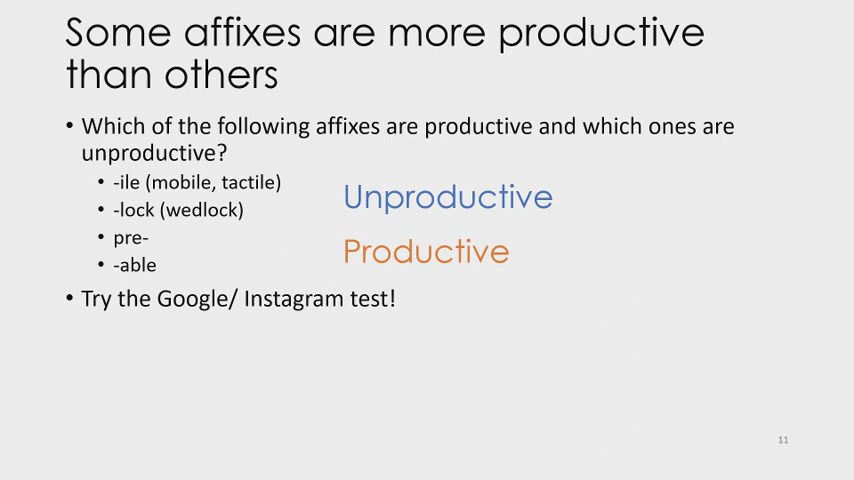 Some affixes are more productive
than others
• Which of the following affixes are productive and which ones are
unproductive?
• -ile (mobile, tactile)
• -lock (wedlock)
• pre-
• -able
Unproductive
Productive
• Try the Google/ Instagram test!
11